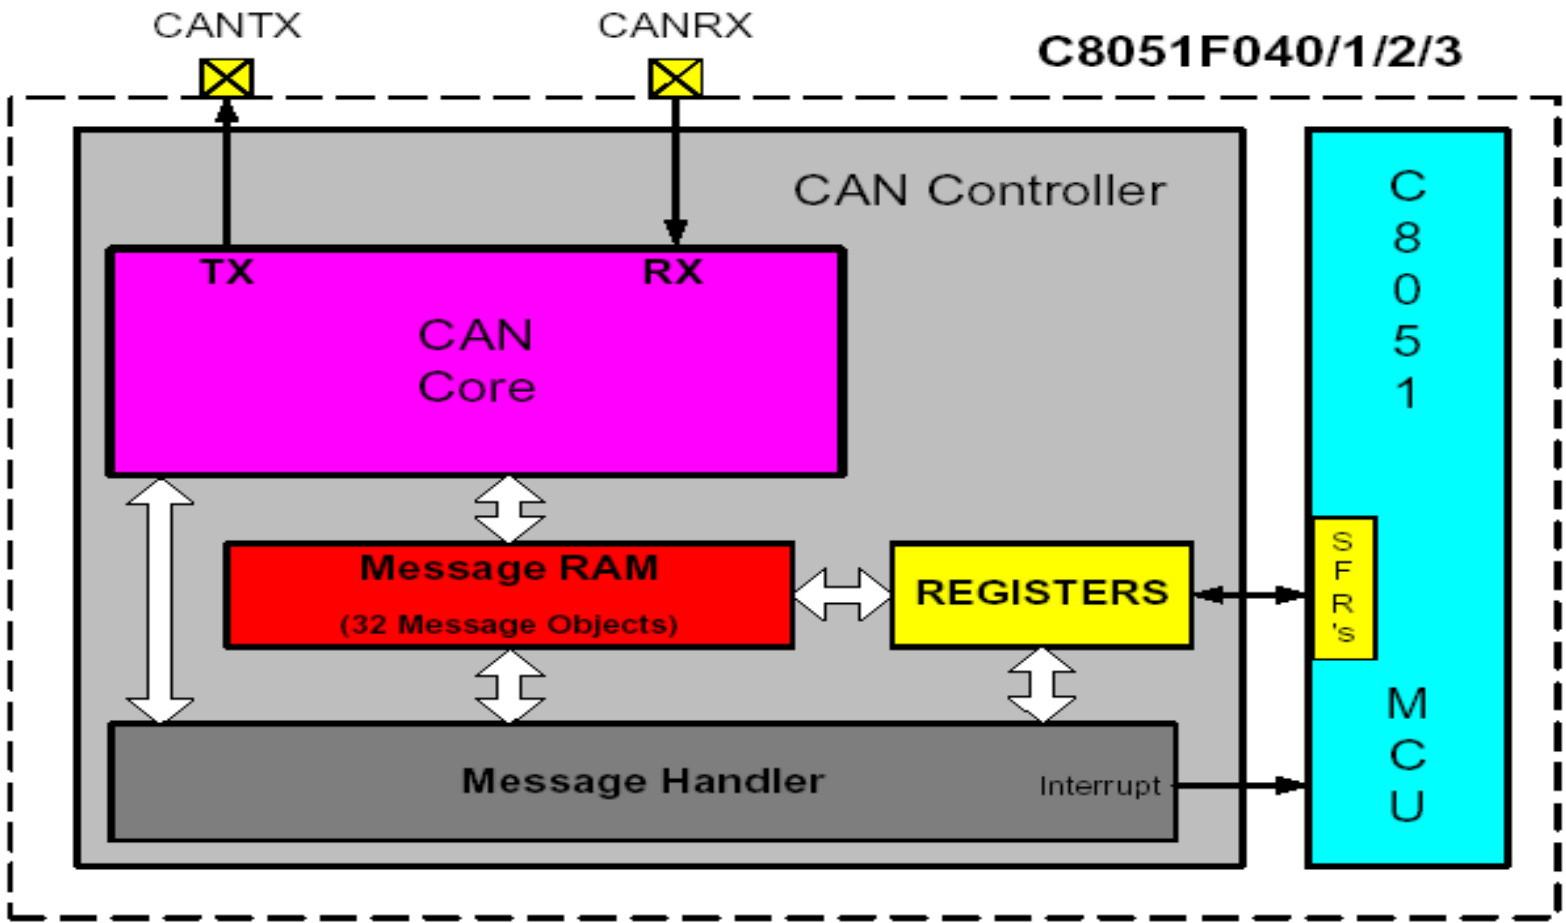 CANTX
CANRX
C8051F040/1/2/3
CAN Controller
TX
RX
CAN
Core
Message RAM
(32 Message Objects)
REGISTERS
Message Handler
Interrupt
C
8
0
5
1
S
F
R
's
M
C
U